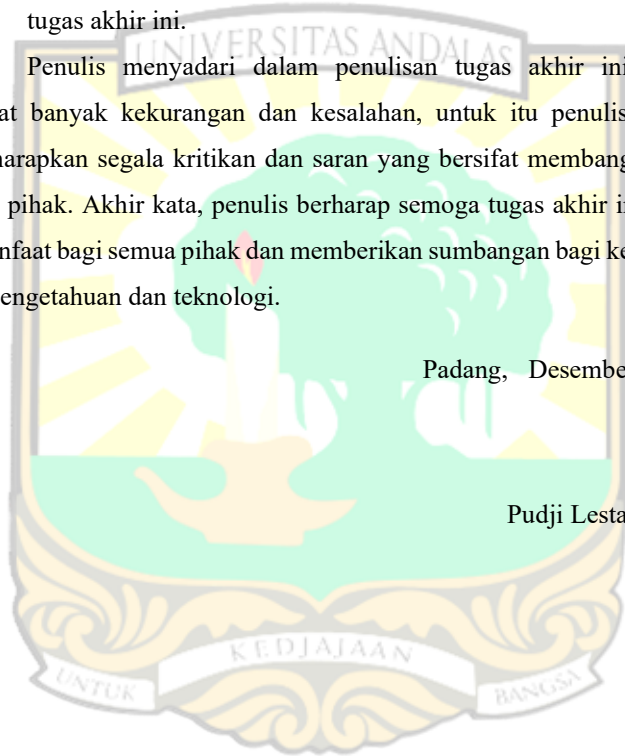 tugas akhir ini.
UNIVERSITAS ANDALAS
Penulis menyadari dalam penulisan tugas akhir ini
at banyak kekurangan dan kesalahan, untuk itu penulis
harapkan segala kritikan dan saran yang bersifat membang
pihak. Akhir kata, penulis berharap semoga tugas akhir in
nfaat bagi semua pihak dan memberikan sumbangan bagi ke
engetahuan dan teknologi.
Padang, Desembe
Pudji Lesta
KEDJAJAAN
UNTUK BANGSA